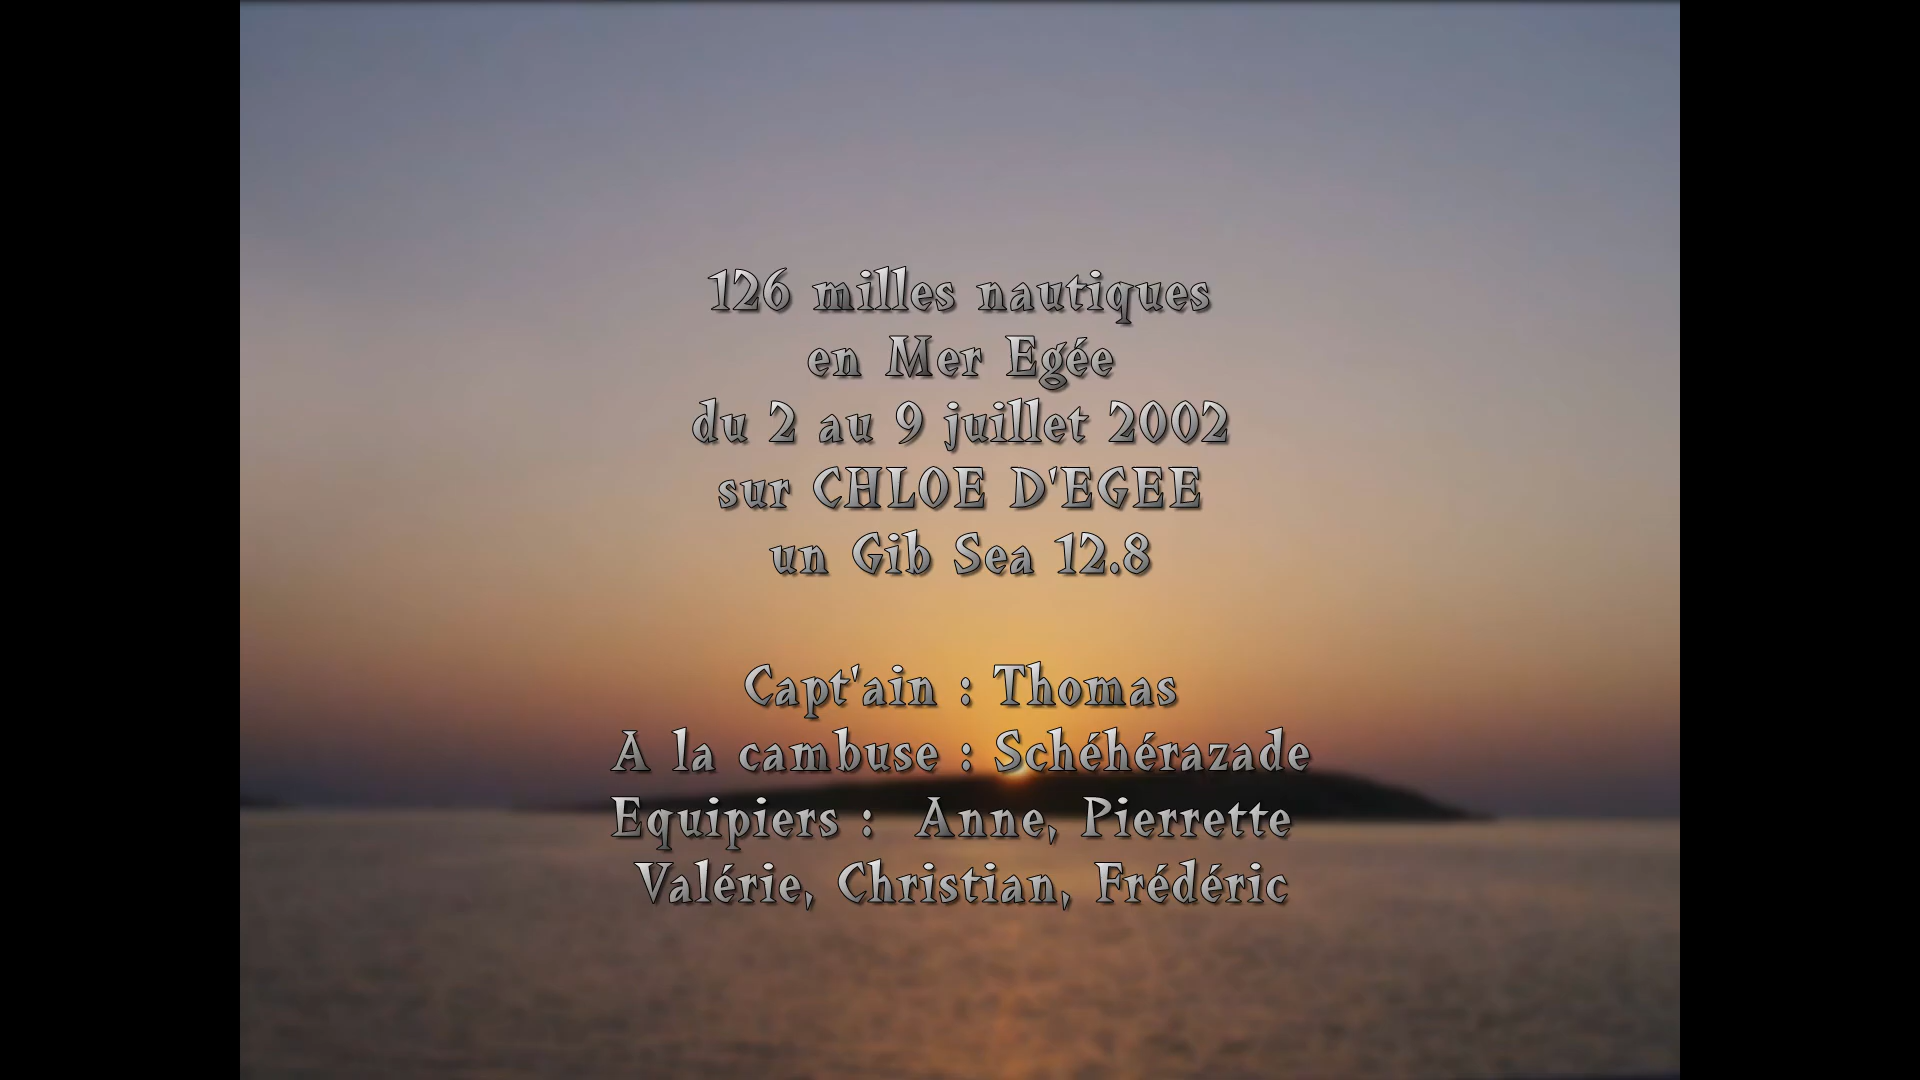 126 milles nautiques
en Mer Egée
du 2 au 9 juillet 2002
sur CHLOE D'EGEE
un Gib Sea 12.8
Capt'ain : Thomas
A la cambuse : Schéhérazade
Equipiers : Anne, Pierrette
Valérie, Christian, Frédéric